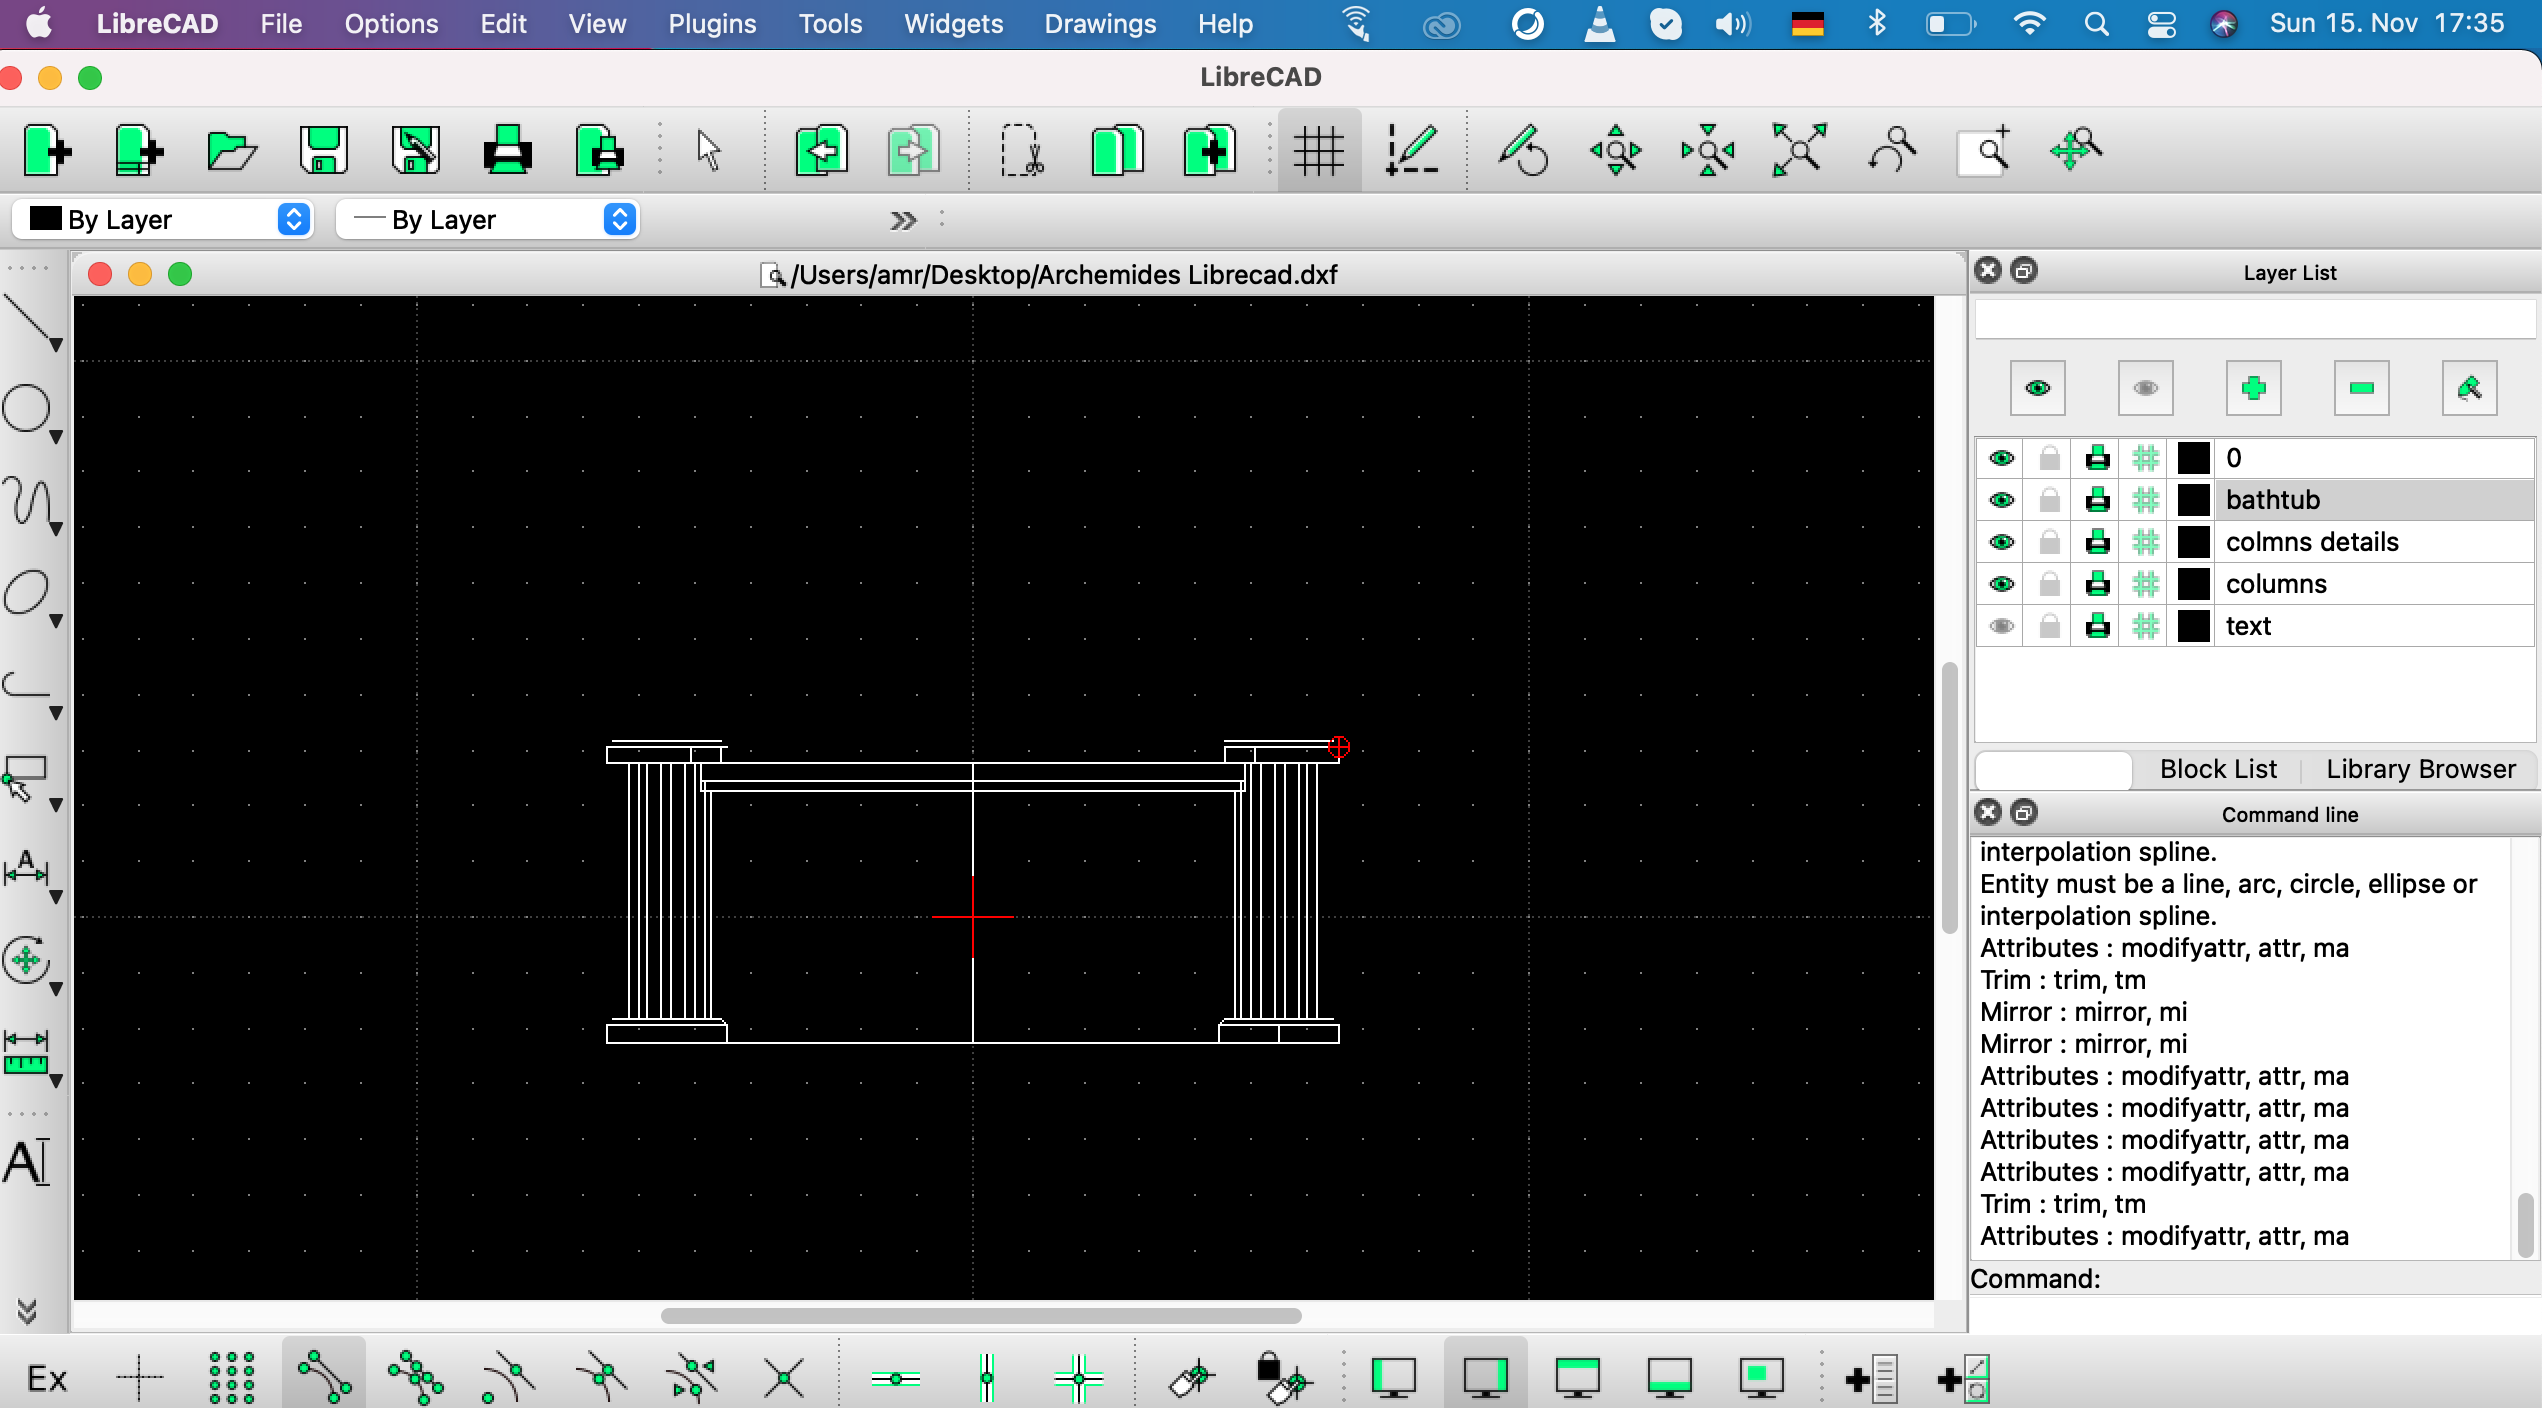 LibreCAD File Options Edit View Plugins Tools Widgets Drawings Help Sun 15. Nov 17:35
LibreCAD
By Layer By Layer
/Users/amr/Desktop/Archemides Librecad.dxf
Layer List
0
bathtub
colmns details
columns
text
Block List Library Browser
Command line
interpolation spline.
Entity must be a line, arc, circle, ellipse or
interpolation spline.
Attributes : modifyattr, attr, ma
Trim : trim, tm
Mirror : mirror, mi
Mirror : mirror, mi
Attributes : modifyattr, attr, ma
Attributes : modifyattr, attr, ma
Attributes : modifyattr, attr, ma
Attributes : modifyattr, attr, ma
Trim : trim, tm
Attributes : modifyattr, attr, ma
Command:
A
AI
Ex